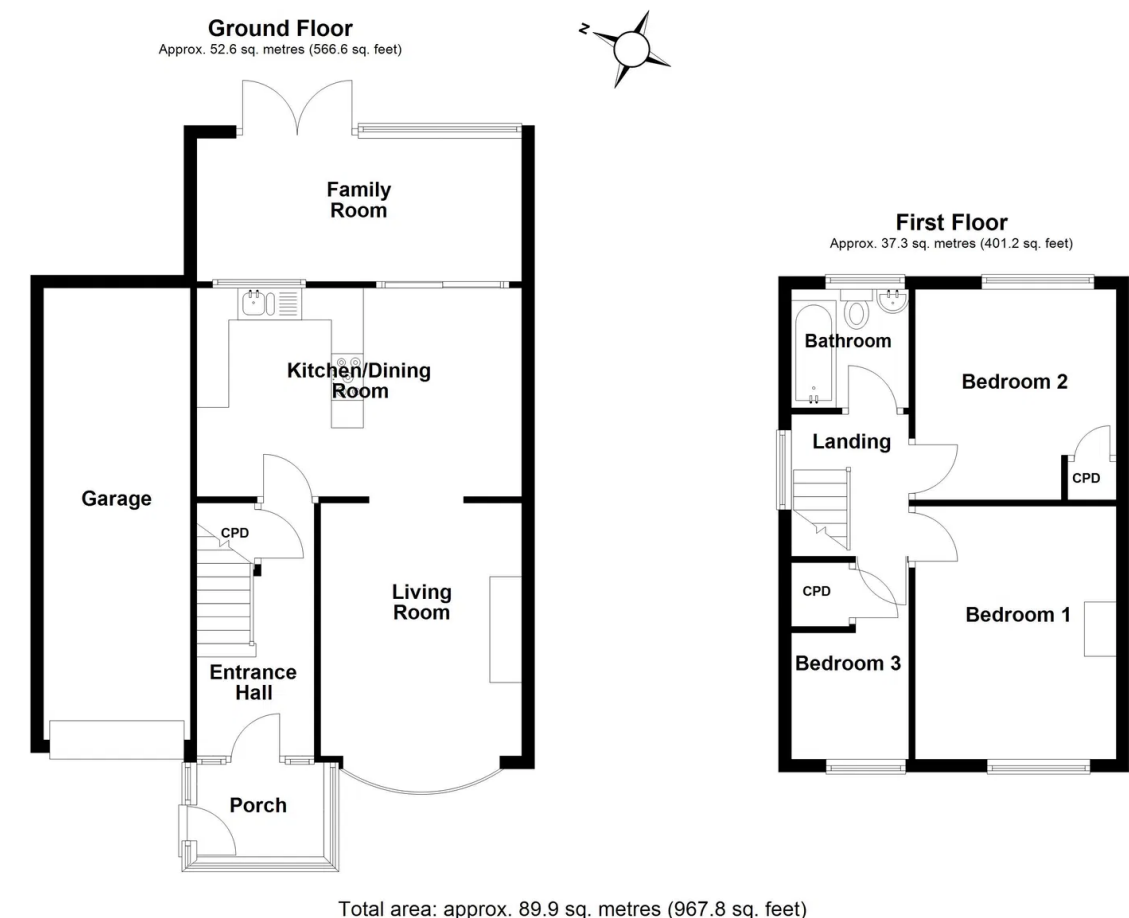 Ground Floor
Approx. 52.6 sq. metres (566.6 sq. feet)
N
Family
Room
Kitchen/Dining
Room
Garage
CPD
Living
Room
Entrance
Hall
Porch
First Floor
Approx. 37.3 sq. metres (401.2 sq. feet)
Bathroom
Bedroom 2
Landing
CPD
CPD
Bedroom 1
Bedroom 3
Total area: approx. 89.9 sq. metres (967.8 sq. feet)